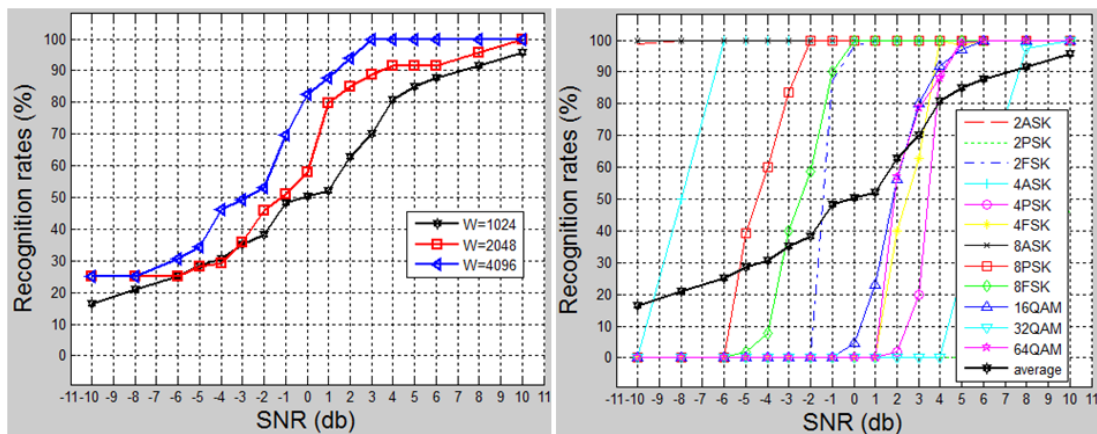 Recognition rates (%)
100
90
80
70
60
50
40
30
20
10
0
-11 -10 -9 -8 -7 -6 -5 -4 -3 -2 -1 0 1 2 3 4 5 6 7 8 9 10 11
SNR (db)
W=1024
W=2048
W=4096
Recognition rates (%)
100
90
80
70
60
50
40
30
20
10
0
-11 -10 -9 -8 -7 -6 -5 -4 -3 -2 -1 0 1 2 3 4 5 6 7 8 9 10 11
SNR (db)
2ASK
2PSK
2FSK
4ASK
4PSK
4FSK
8ASK
8PSK
8FSK
16QAM
32QAM
64QAM
average